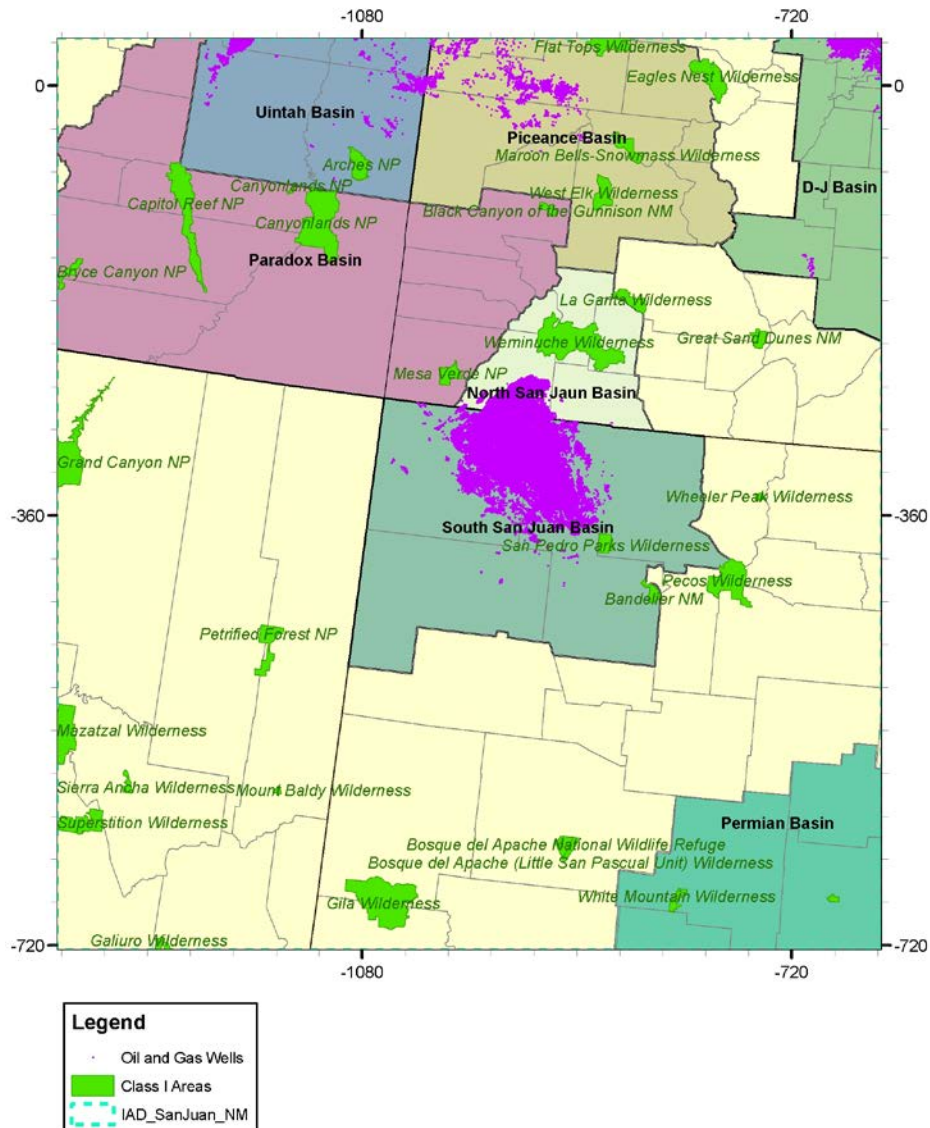 -1080
-720
Flat Tops Wilderness
0
Eagles Nest Wilderness
0
Uintah Basin
Piceance Basin
Maroon Bells-Snowmass Wilderness
Arches NP
D-J Basin
Canyonlands NP
West Elk Wilderness
Capitol Reef NP
Black Canyon of the Gunnison NM
Canyonlands NP
Paradox Basin
Bryce Canyon NP
La Garita Wilderness
Great Sand Dunes NM
Weminuche Wilderness
Mesa Verde NP
North San Jaun Basin
Grand Canyon NP
Wheeler Peak Wilderness
-360
-360
South San Juan Basin
San Pedro Parks Wilderness
Pecos Wilderness
Bandelier NM
Petrified Forest NP
Mazatzal Wilderness
Sierra Ancha Wilderness
Mount Baldy Wilderness
Superstition Wilderness
Permian Basin
Bosque del Apache National Wildlife Refuge
Bosque del Apache (Little San Pascual Unit) Wilderness
White Mountain Wilderness
Gila Wilderness
Galiuro Wilderness
-720
-720
-1080
-720
Legend
Oil and Gas Wells
Class I Areas
IAD_SanJuan_NM